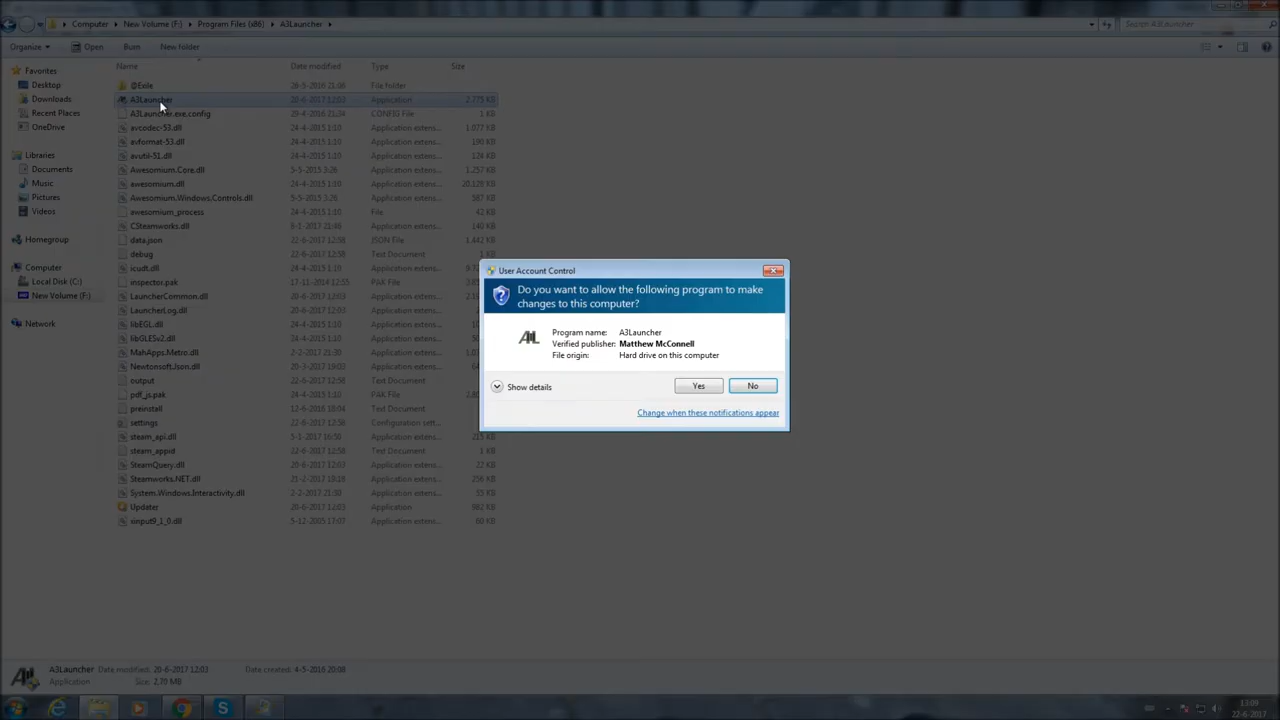 Computer ▸ New Volume (F:) ▸ Program Files (x86) ▸ A3Launcher ▸
Search A3Launcher
Organize ▾ Open Burn New folder
Name Date modified Type Size
Favorites
Desktop
Downloads
Recent Places
OneDrive
Libraries
Documents
Music
Pictures
Videos
Homegroup
Computer
Local Disk (C:)
New Volume (F:)
Network
@Exile 26-5-2016 21:06 File folder
A3Launcher 20-6-2017 12:03 Application 2.775 KB
A3Launcher.exe.config 29-4-2016 21:34 CONFIG File 1 KB
avcodec-53.dll 24-4-2015 1:10 Application extens... 1.077 KB
avformat-53.dll 24-4-2015 1:10 Application extens... 190 KB
avutil-51.dll 24-4-2015 1:10 Application extens... 124 KB
Awesomium.Core.dll 5-5-2015 3:26 Application extens... 1.257 KB
awesomium.dll 24-4-2015 1:10 Application extens... 20.128 KB
Awesomium.Windows.Controls.dll 5-5-2015 3:26 Application extens... 587 KB
awesomium_process 24-4-2015 1:10 File 42 KB
CSteamworks.dll 8-1-2017 21:46 Application extens... 140 KB
data.json 22-6-2017 12:58 JSON File 1.442 KB
debug 22-6-2017 12:58 Text Document 1 KB
icudt.dll 24-4-2015 1:10 Application extens...
inspector.pak 17-11-2014 12:55 PAK File
LauncherCommon.dll 20-6-2017 12:03 Application extens...
LauncherLog.dll 20-6-2017 12:03 Application extens...
libEGL.dll 24-4-2015 1:10 Application extens...
libGLESv2.dll 24-4-2015 1:10 Application extens...
MahApps.Metro.dll 2-2-2017 21:30 Application extens...
Newtonsoft.Json.dll 20-3-2017 Application extens...
output 22-6-2017 12:58 Text Document
pdf_js.pak 24-4-2015 1:10 PAK File
preinstall 12-6-2016 Text Document
settings 22-6-2017 12:58 Configuration sett...
steam_api.dll 5-1-2017 16:50 Application extens... 215 KB
steam_appid 22-6-2017 12:58 Text Document 1 KB
SteamQuery.dll 20-6-2017 12:03 Application extens... 22 KB
Steamworks.NET.dll 21-2-2017 Application extens... 256 KB
System.Windows.Interactivity.dll 2-2-2017 21:30 Application extens... 55 KB
Updater 20-6-2017 12:03 Application 982 KB
xinput9_1_0.dll 5-12-2005 17:07 Application extens... 60 KB
User Account Control
Do you want to allow the following program to make
changes to this computer?
Program name: A3Launcher
Verified publisher: Matthew McConnell
File origin: Hard drive on this computer
Show details Yes No
Change when these notifications appear
A3Launcher Date modified: 20-6-2017 12:03 Date created: 4-5-2016 20:08
Application Size: 2,70 MB
13:09
22-6-2017